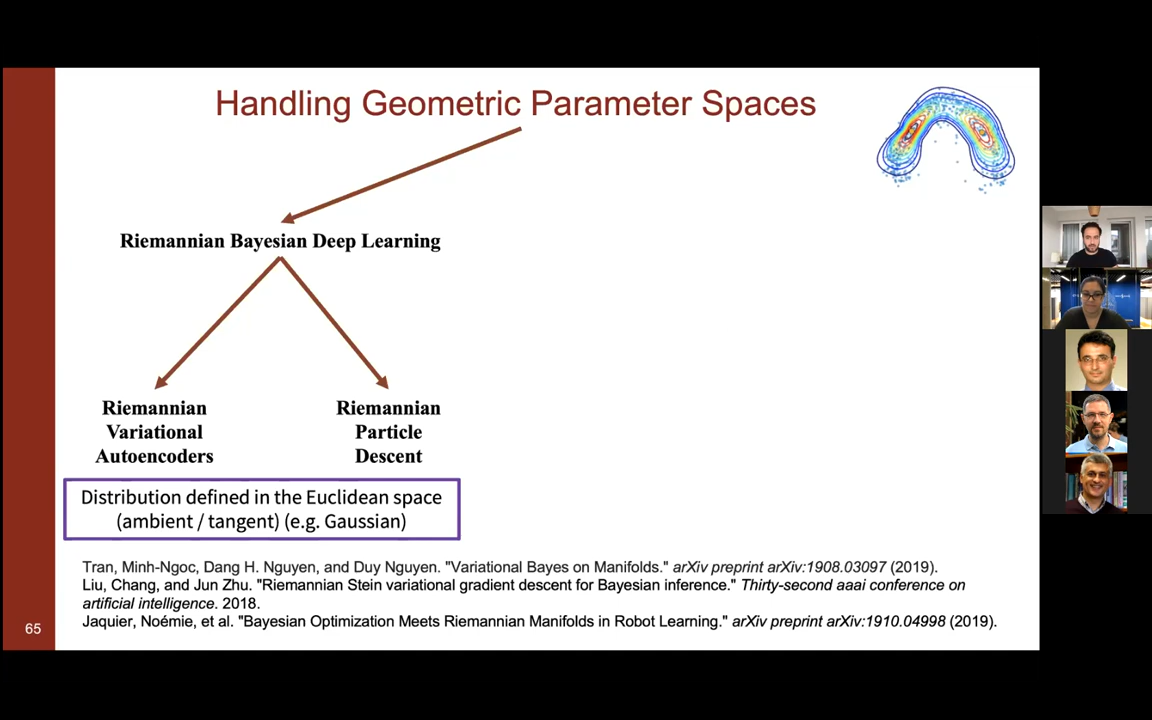 Handling Geometric Parameter Spaces
Riemannian Bayesian Deep Learning
Riemannian
Variational
Autoencoders
Riemannian
Particle
Descent
Distribution defined in the Euclidean space
(ambient / tangent) (e.g. Gaussian)
Tran, Minh-Ngoc, Dang H. Nguyen, and Duy Nguyen. "Variational Bayes on Manifolds." arXiv preprint arXiv:1908.03097 (2019).
Liu, Chang, and Jun Zhu. "Riemannian Stein variational gradient descent for Bayesian inference." Thirty-second aaai conference on
artificial intelligence. 2018.
Jaquier, Noémie, et al. "Bayesian Optimization Meets Riemannian Manifolds in Robot Learning." arXiv preprint arXiv:1910.04998 (2019).
65